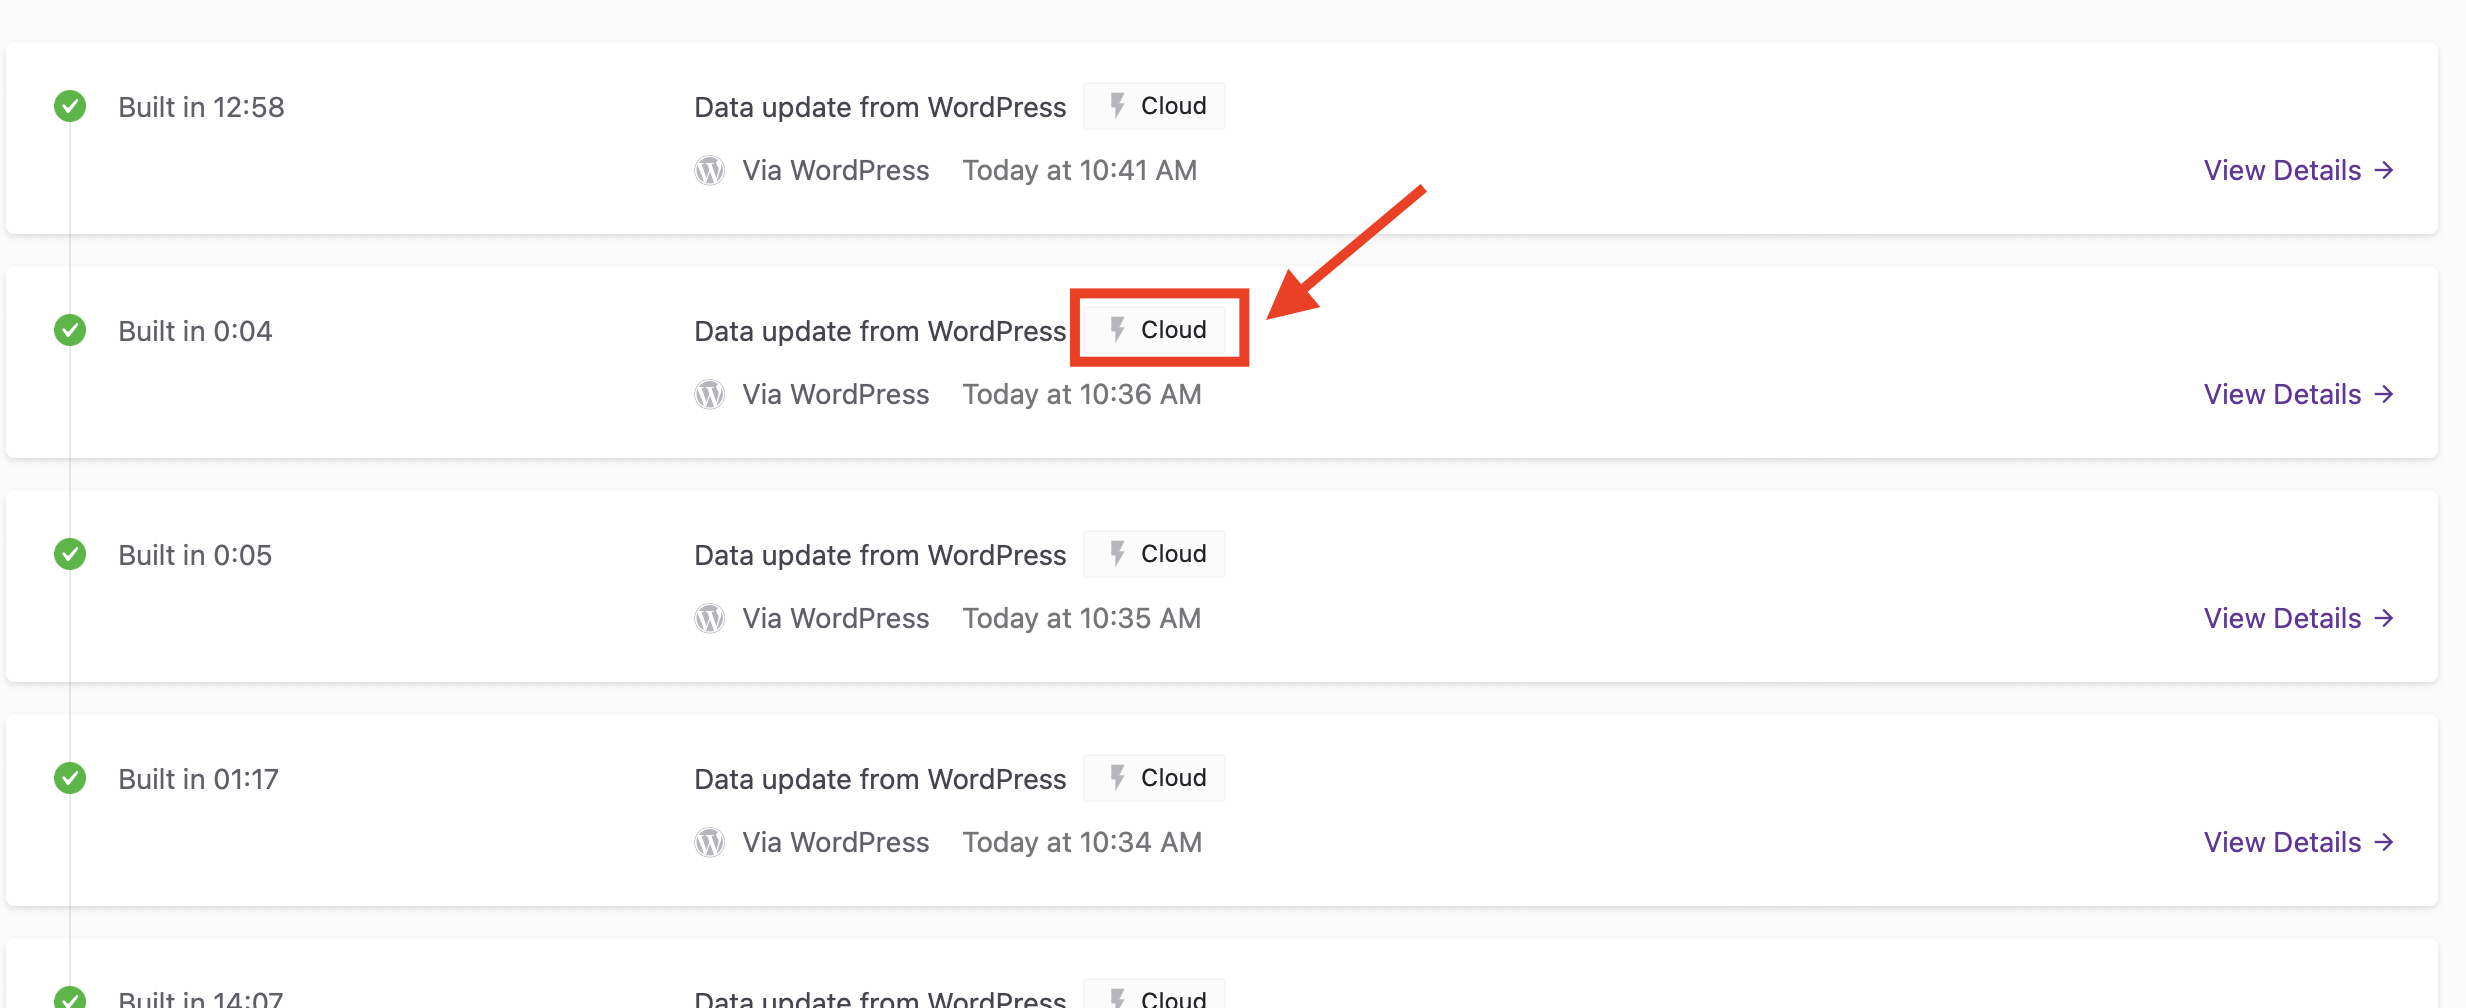 Built in 12:58
Data update from WordPress Cloud
Via WordPress Today at 10:41 AM
View Details →
Built in 0:04
Data update from WordPress Cloud
Via WordPress Today at 10:36 AM
View Details →
Built in 0:05
Data update from WordPress Cloud
Via WordPress Today at 10:35 AM
View Details →
Built in 01:17
Data update from WordPress Cloud
Via WordPress Today at 10:34 AM
View Details →
Built in 14:07
Data update from WordPress Cloud